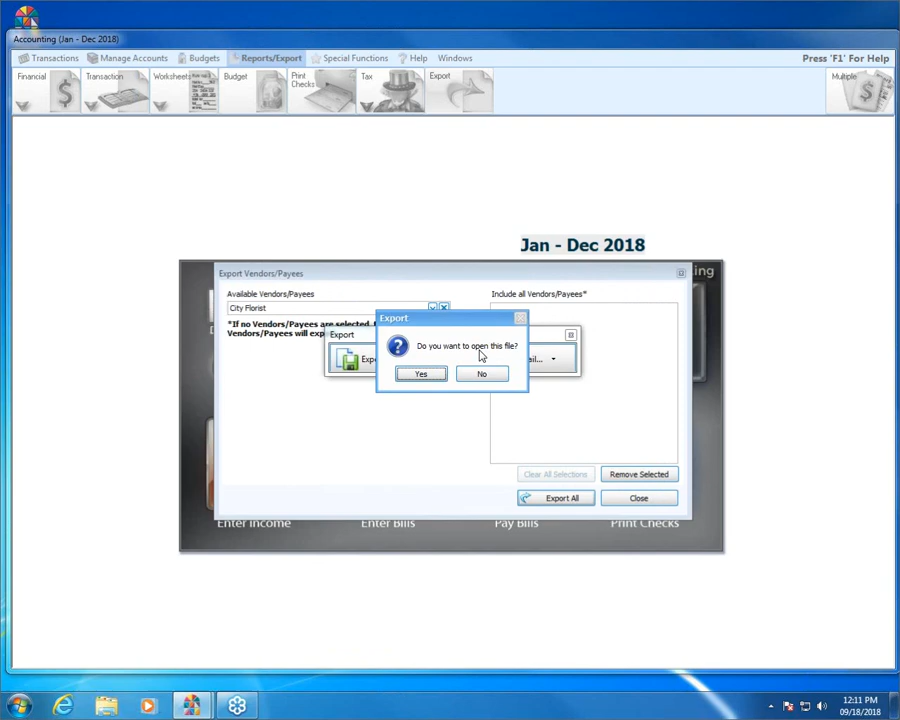 Accounting (Jan - Dec 2018)
Transactions Manage Accounts Budgets Reports/Export Special Functions Help Windows Press 'F1' For Help
Financial Transaction Worksheets Budget Print Checks Tax Export Multiple
Jan - Dec 2018
Export Vendors/Payees
Available Vendors/Payees
City Florist
*If no Vendors/Payees are selected,
Vendors/Payees will exp
Include all Vendors/Payees*
Export
Export
Do you want to open this file?
Yes No
Clear All Selections Remove Selected
Export All Close
Enter Income Enter Bills Pay Bills Print Checks
12:11 PM
09/18/2018